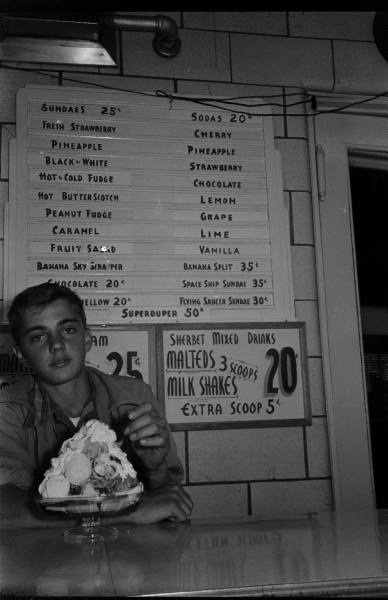 SUNDAES 25¢
FRESH STRAWBERRY
PINEAPPLE
BLACK-WHITE
HOT & COLD FUDGE
HOT BUTTERSCOTCH
PEANUT FUDGE
CARAMEL
FRUIT SALAD
BANANA SKY SCRAPER
CHOCOLATE 20¢
20¢
SODAS 20¢
CHERRY
PINEAPPLE
STRAWBERRY
CHOCOLATE
LEMON
GRAPE
LIME
VANILLA
BANANA SPLIT 35¢
SPACE SHIP SUNDAE 35¢
FLYING SAUCER SUNDAE 30¢
SUPERDUPER 50¢
25¢
SHERBET MIXED DRINKS
MALTEDS 3 SCOOPS 20¢
MILK SHAKES
EXTRA SCOOP 5¢